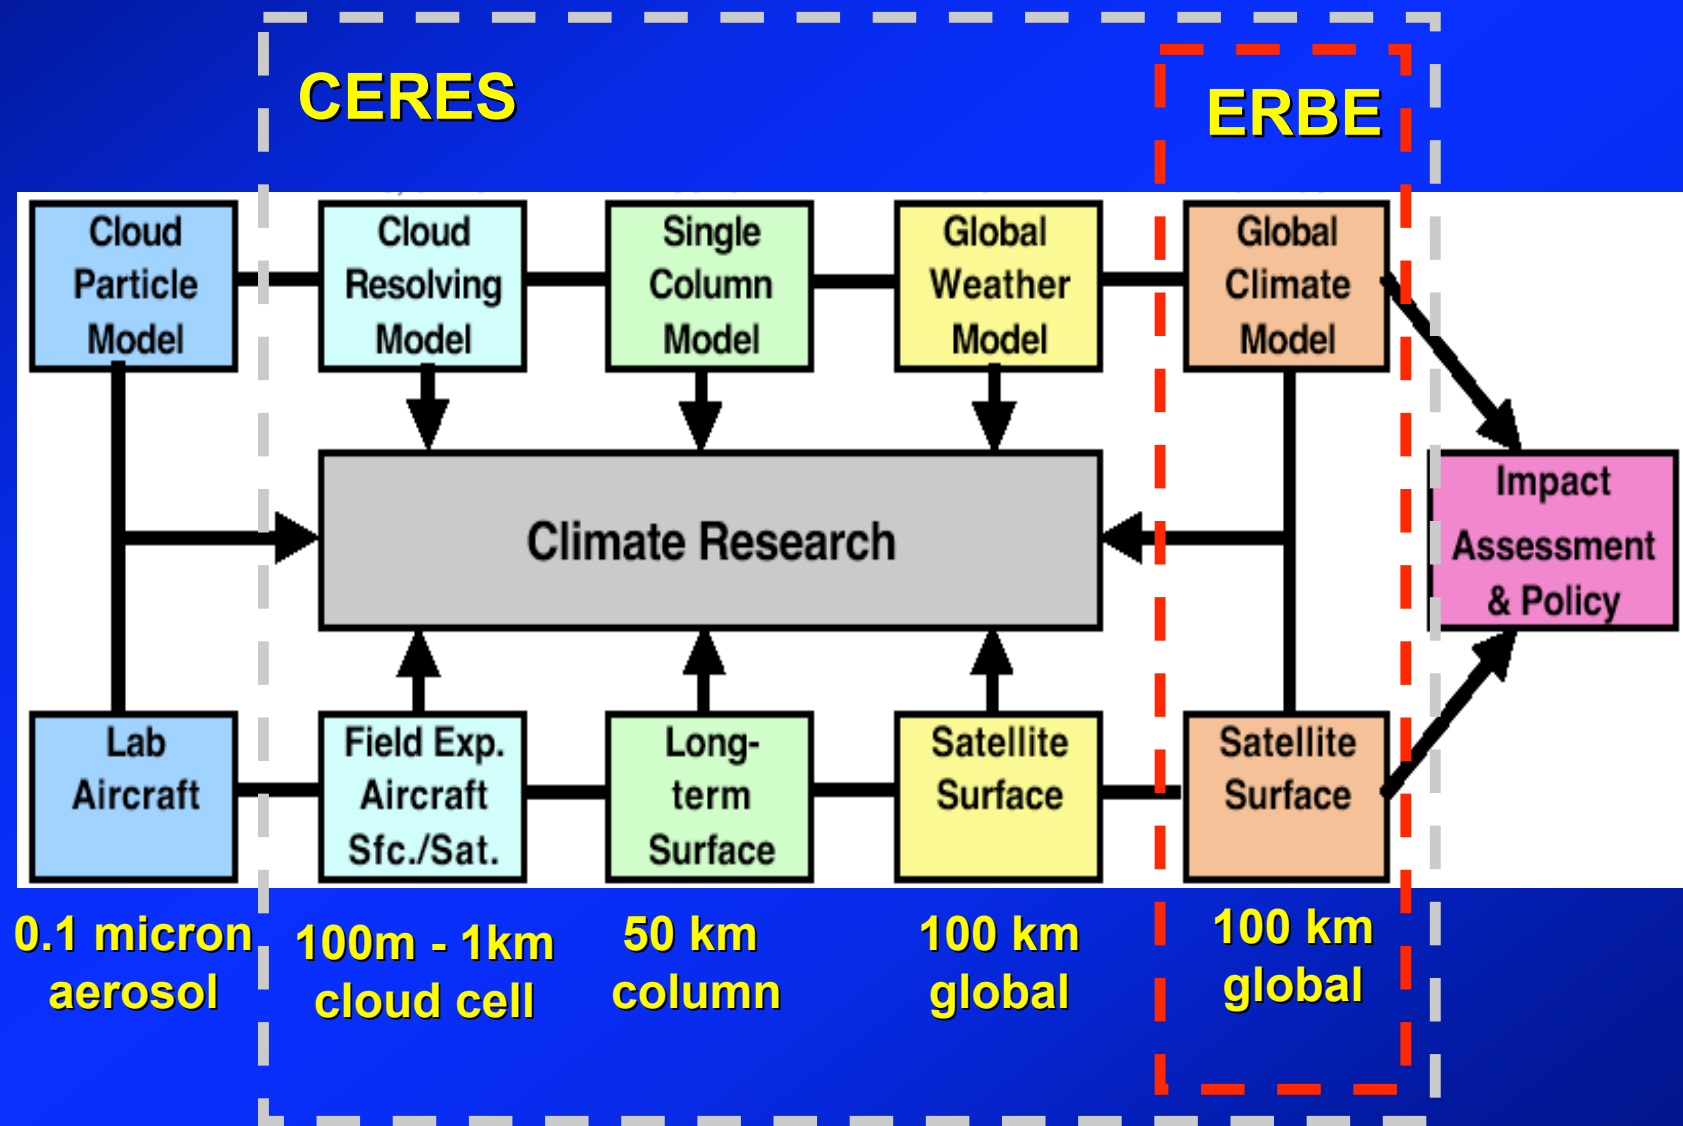 CERES
ERBE
Cloud
Particle
Model
Cloud
Resolving
Model
Single
Column
Model
Global
Weather
Model
Global
Climate
Model
Climate Research
Impact
Assessment
& Policy
Lab
Aircraft
Field Exp.
Aircraft
Sfc./Sat.
Long-
term
Surface
Satellite
Surface
Satellite
Surface
0.1 micron
aerosol
100m - 1km
cloud cell
50 km
column
100 km
global
100 km
global